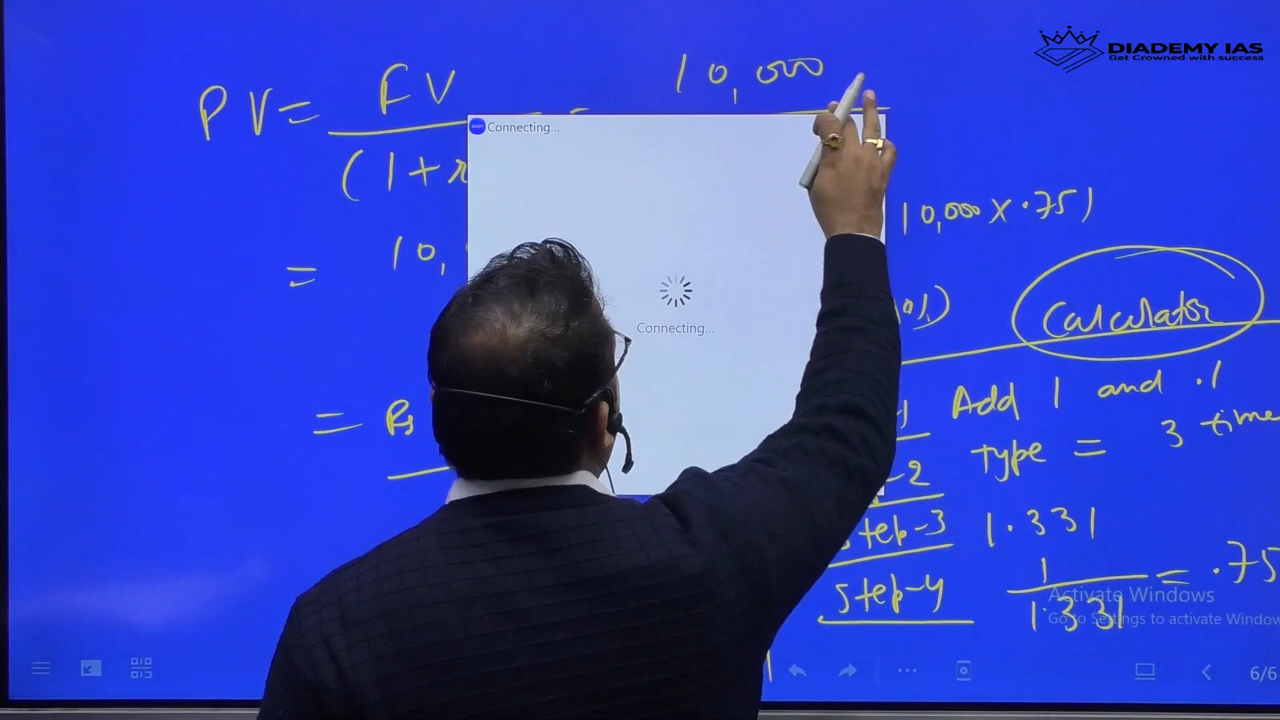 DIADEMY IAS
Get Crowned with success
PV = FV = 10,000
(1+r
10,000 X .751
= 10,
Calculator
= Rs
Add 1 and .1
Type = 3 time
-2
step-3 1.331
step-4 1 = .75
1.331
Connecting...
Connecting...
Activate Windows
Go to Settings to activate Window
6/6